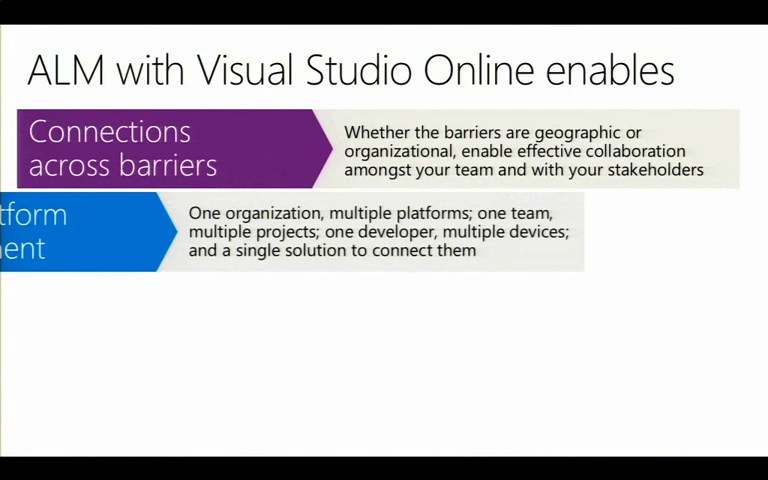 ALM with Visual Studio Online enables
Connections
across barriers
Whether the barriers are geographic or
organizational, enable effective collaboration
amongst your team and with your stakeholders
tform
ent
One organization, multiple platforms; one team,
multiple projects; one developer, multiple devices;
and a single solution to connect them